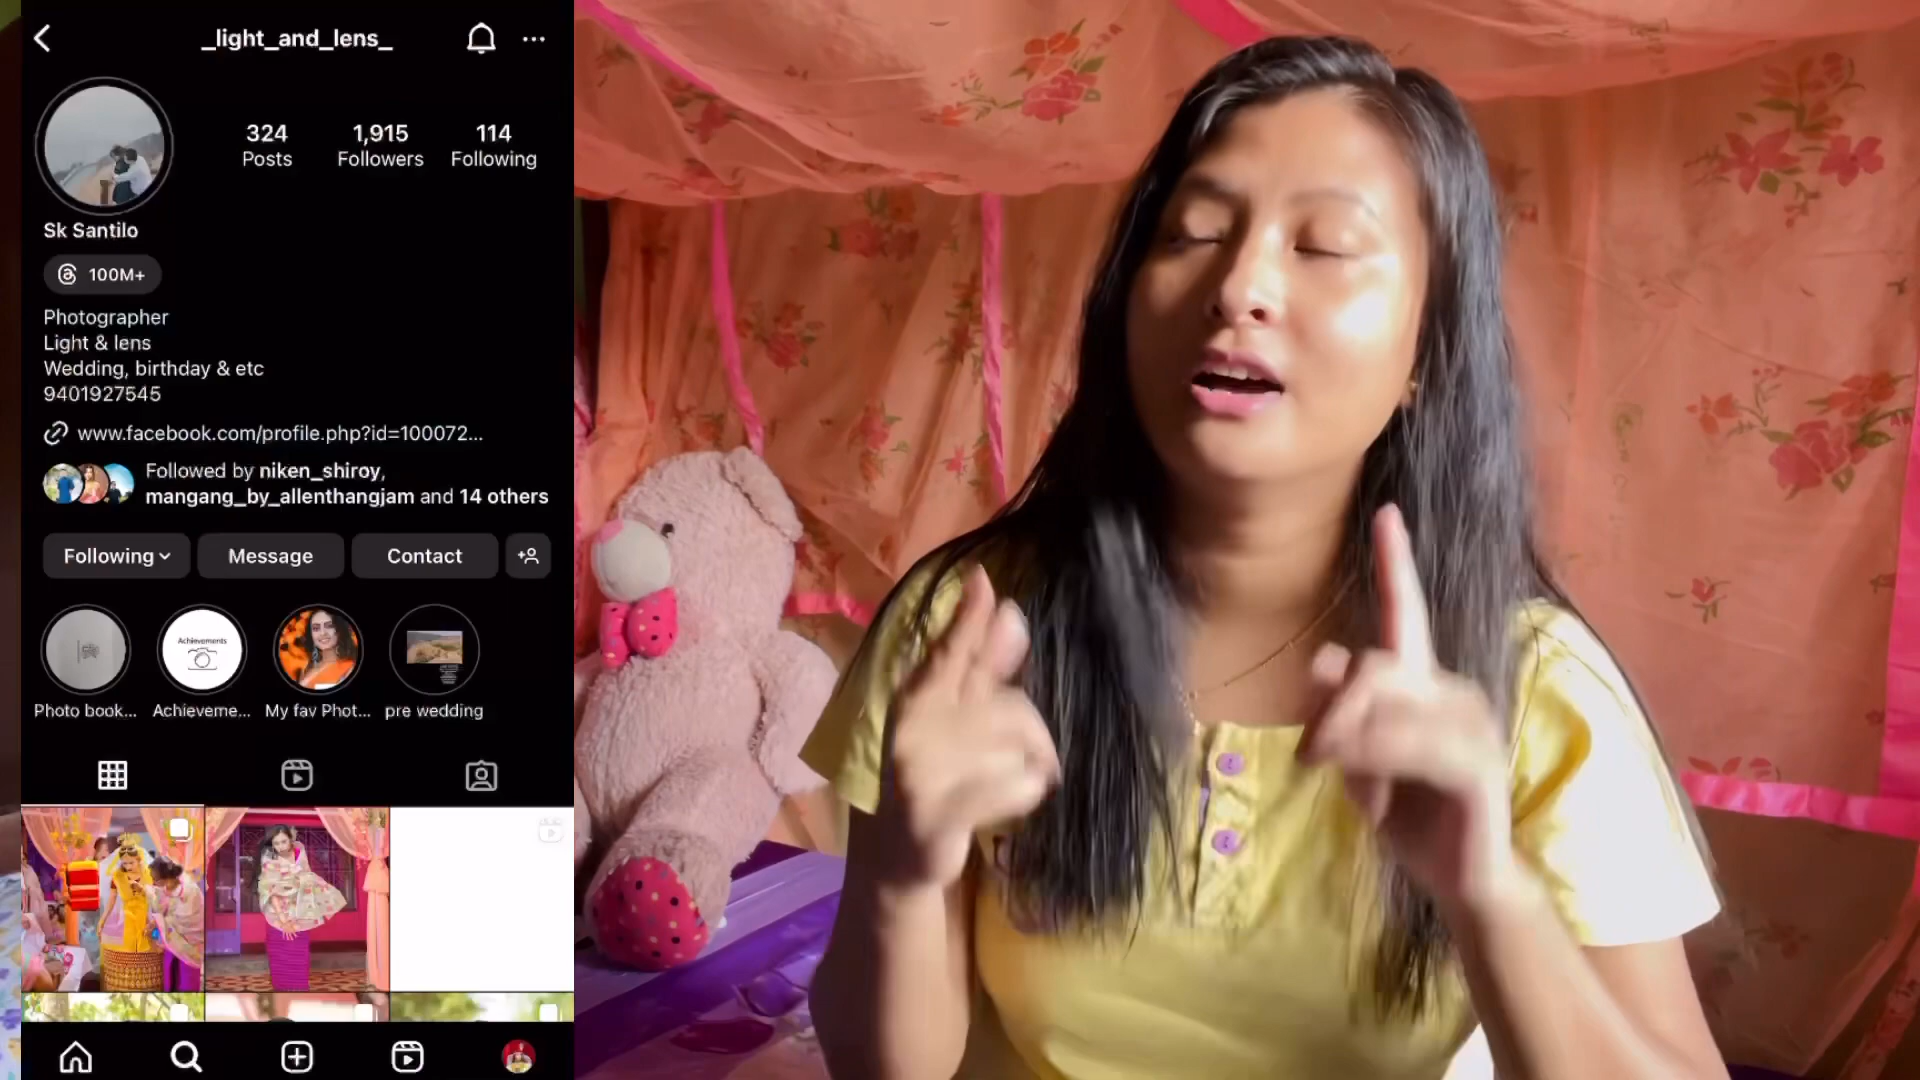 _light_and_lens_
324
Posts
1,915
Followers
114
Following
Sk Santilo
100M+
Photographer
Light & lens
Wedding, birthday & etc
9401927545
www.facebook.com/profile.php?id=100072...
Followed by niken_shiroy,
mangang_by_allenthangjam and 14 others
Following
Message
Contact
Achievements
Photo book...
Achieveme...
My fav Phot...
pre wedding